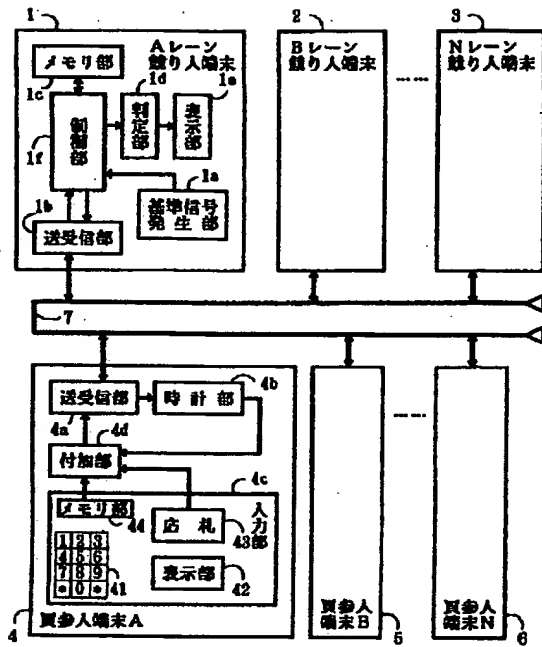 1
2
3
Aレーン
競り人端末
Bレーン
競り人端末
Nレーン
競り人端末
メモリ部
1c
1d
1e
1f
制御部
判定部
表示部
1a
1b
基準信号
発生部
送受信部
7
送受信部
時計部
4b
4a
4d
付加部
4c
メモリ部
44
応札
43
入力部
1 2 3
4 5 6
7 8 9
* 0 *
41
表示部
42
4
買参人端末A
買参人
端末B
5
買参人
端末N
6